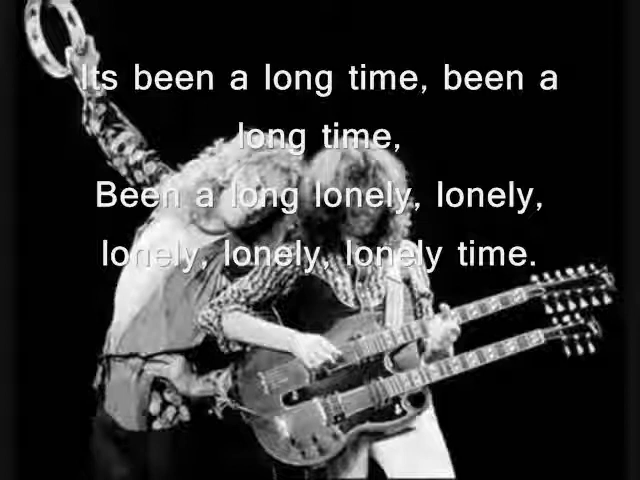 Its been a long time, been a
long time,
Been a long lonely, lonely,
lonely, lonely, lonely time.